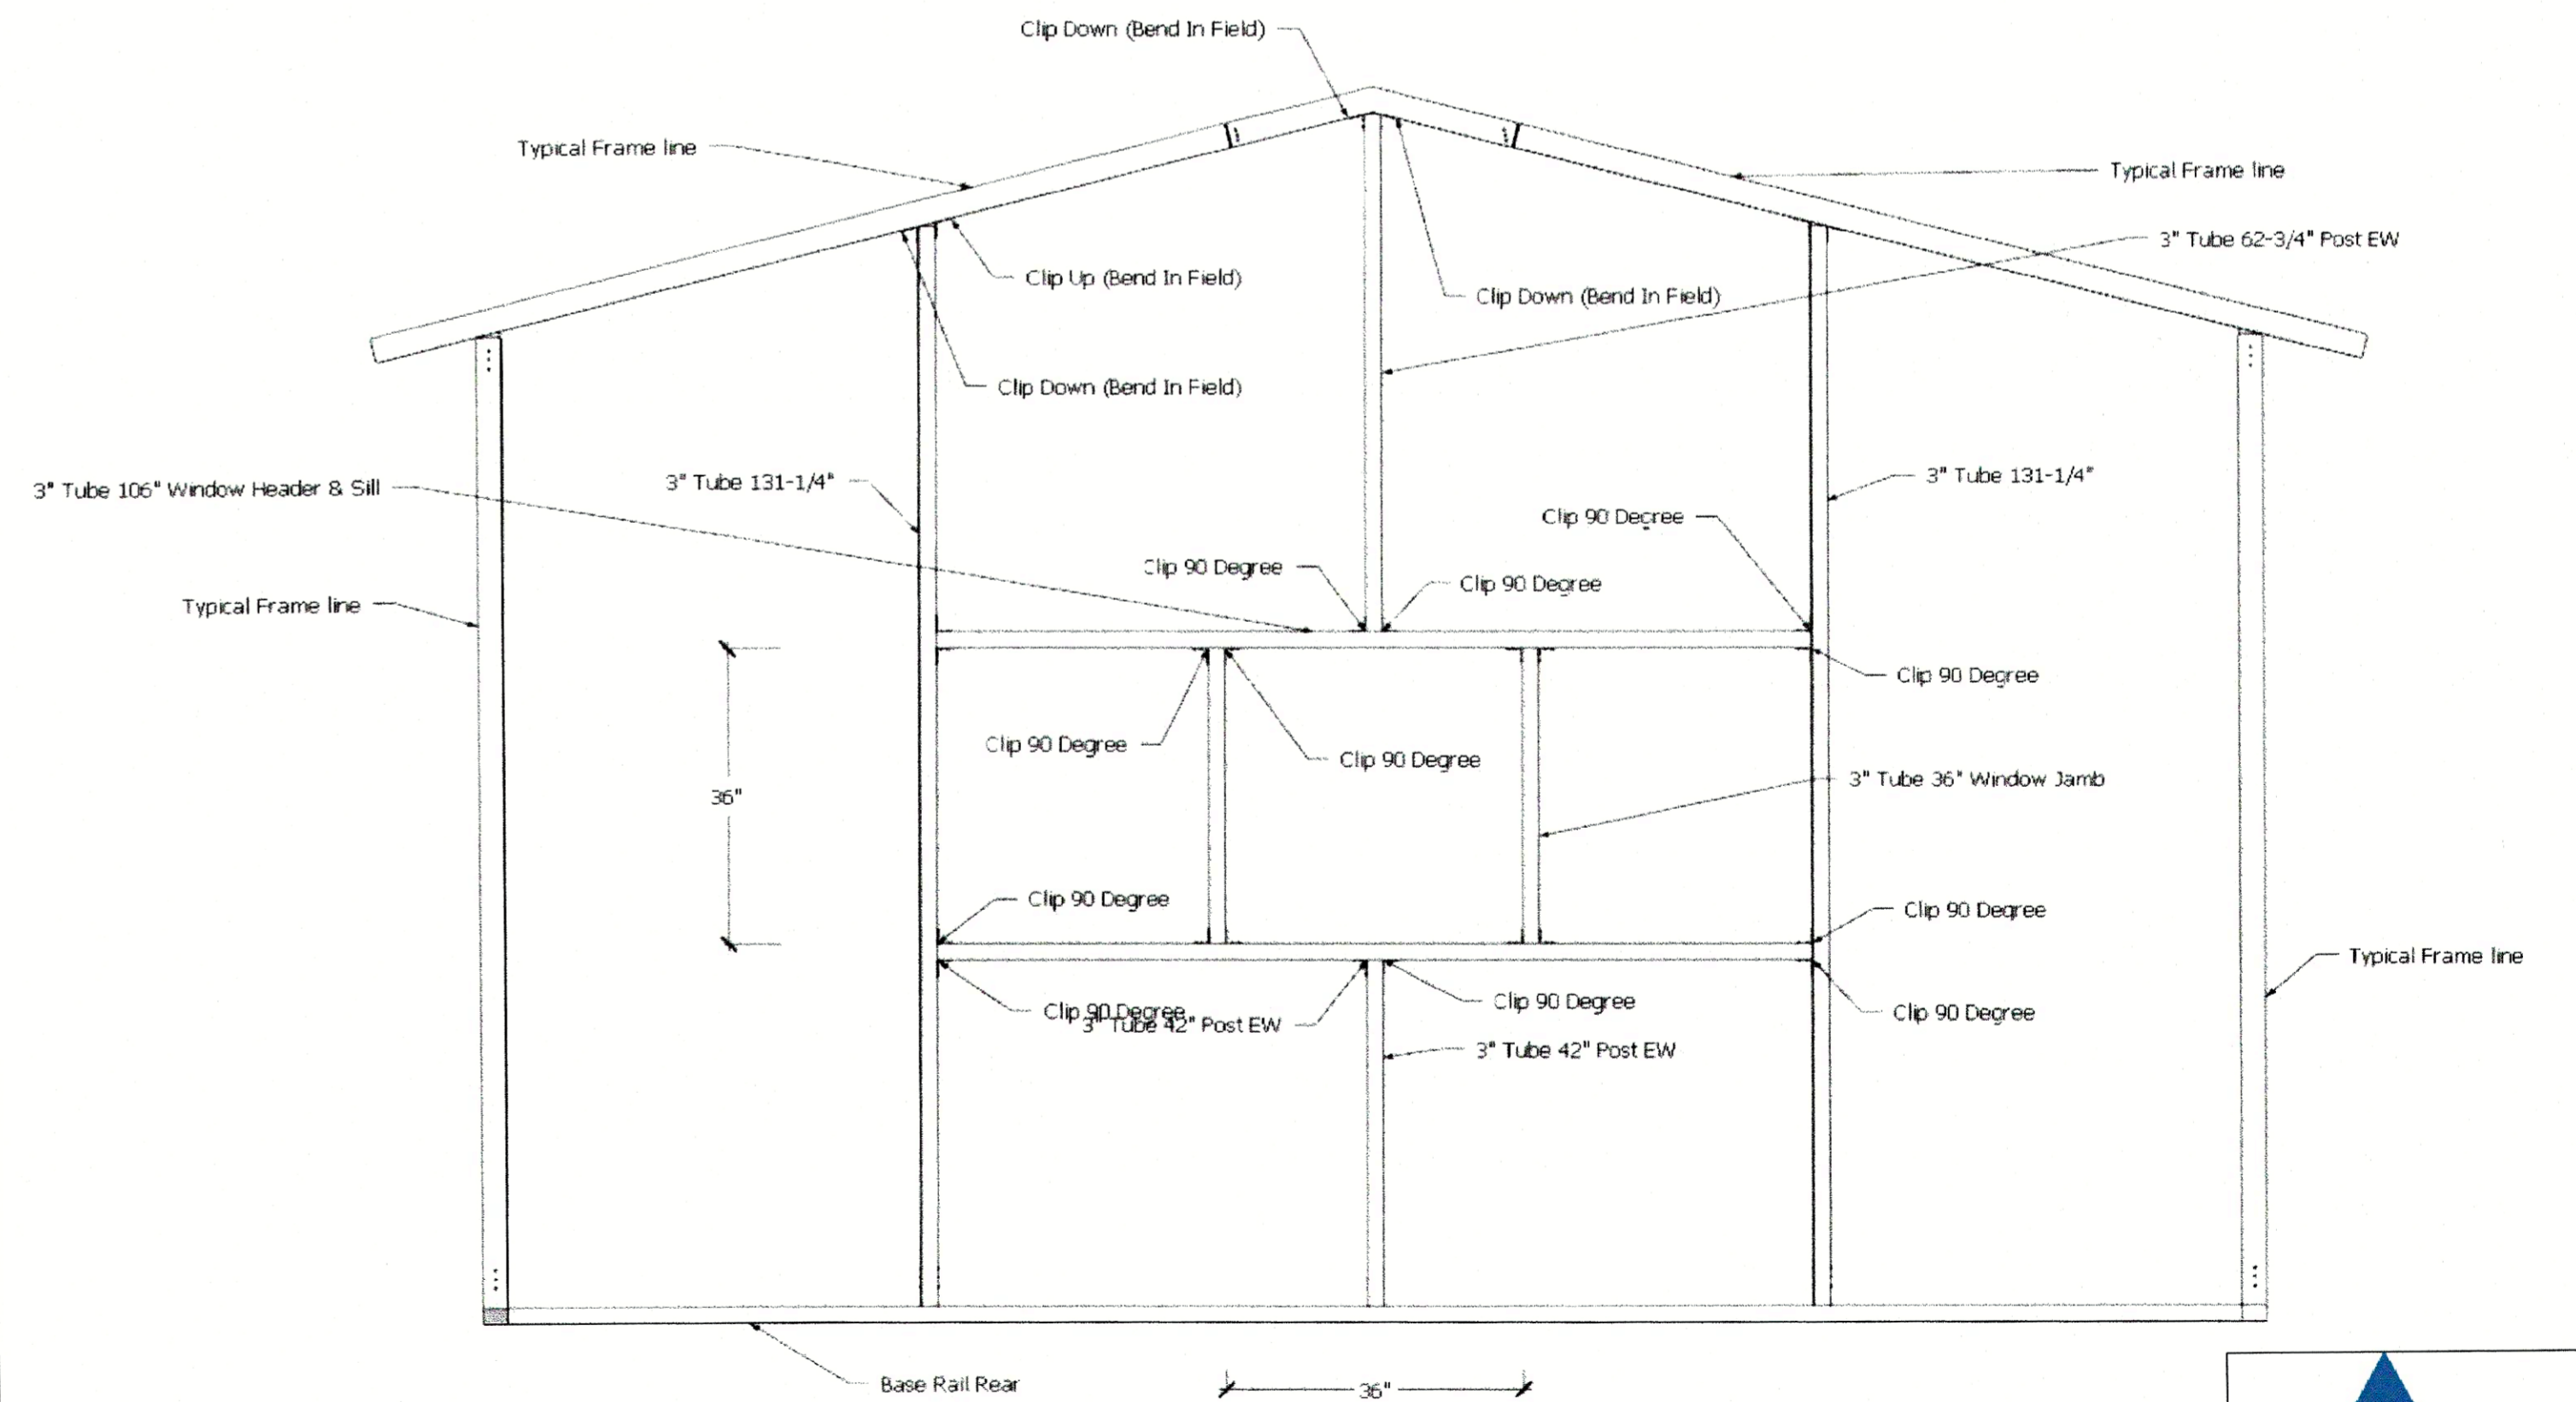 Clip Down (Bend In Field)
Typical Frame line
Typical Frame line
3" Tube 62-3/4" Post EW
Clip Up (Bend In Field)
Clip Down (Bend In Field)
Clip Down (Bend In Field)
3" Tube 106" Window Header & Sill
3" Tube 131-1/4"
3" Tube 131-1/4"
Clip 90 Degree
Clip 90 Degree
Clip 90 Degree
Typical Frame line
Clip 90 Degree
Clip 90 Degree
Clip 90 Degree
3" Tube 36" Window Jamb
36"
Clip 90 Degree
Clip 90 Degree
Typical Frame line
Clip 90 Degree
3" Tube 42" Post EW
Clip 90 Degree
Clip 90 Degree
3" Tube 42" Post EW
Base Rail Rear
36"